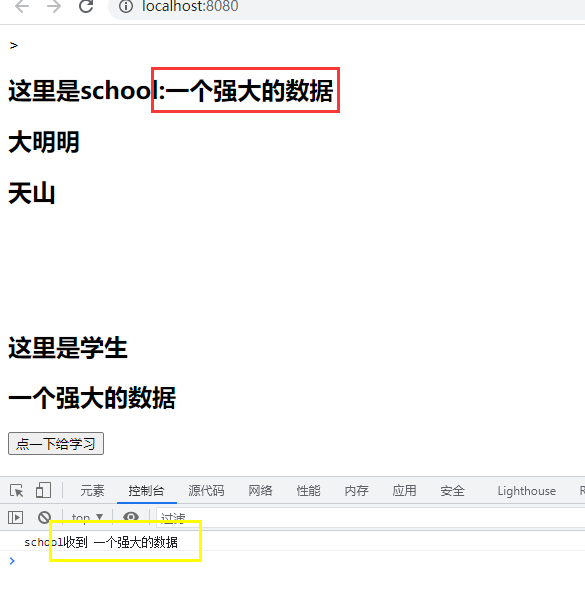 localhost:8080
>
这里是school:一个强大的数据
大明明
天山
这里是学生
一个强大的数据
点一下给学习
元素 控制台 源代码 网络 性能 内存 应用 安全 Lighthouse R
top ▼ 过滤
school收到 一个强大的数据
>